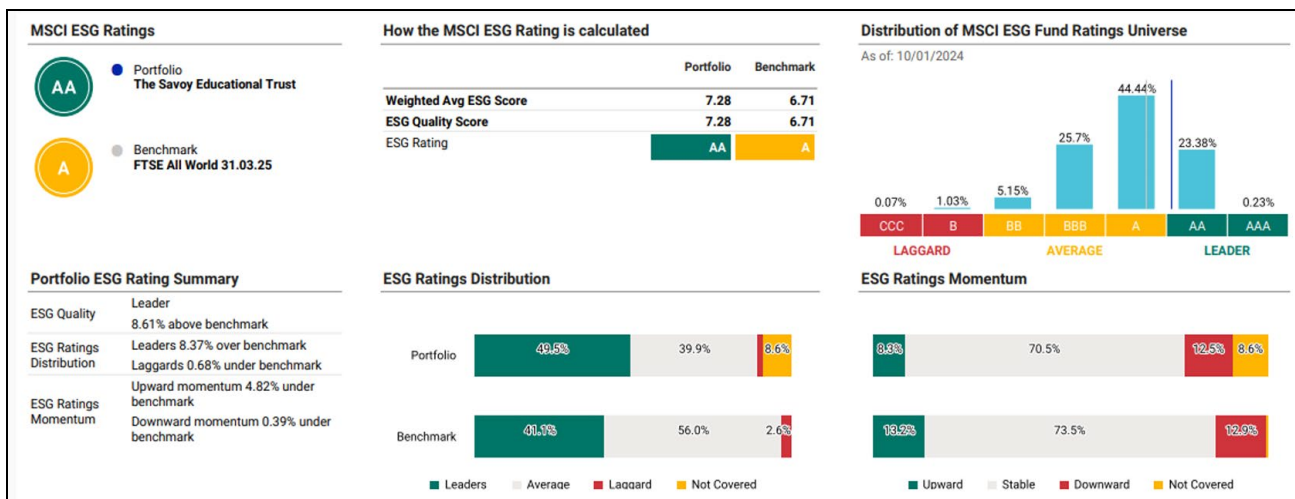 MSCI ESG Ratings
AA
Portfolio
The Savoy Educational Trust
A
Benchmark
FTSE All World 31.03.25
How the MSCI ESG Rating is calculated
Portfolio Benchmark
Weighted Avg ESG Score 7.28 6.71
ESG Quality Score 7.28 6.71
ESG Rating AA A
Distribution of MSCI ESG Fund Ratings Universe
As of: 10/01/2024
0.07% 1.03% 5.15% 25.7% 44.44% 23.38% 0.23%
CCC B BB BBB A AA AAA
LAGGARD AVERAGE LEADER
Portfolio ESG Rating Summary
ESG Quality
Leader
8.61% above benchmark
ESG Ratings
Distribution
Leaders 8.37% over benchmark
Laggards 0.68% under benchmark
ESG Ratings
Momentum
Upward momentum 4.82% under
benchmark
Downward momentum 0.39% under
benchmark
ESG Ratings Distribution
Portfolio 49.5% 39.9% 8.6%
Benchmark 41.1% 56.0% 2.6%
Leaders Average Laggard Not Covered
ESG Ratings Momentum
8.3% 70.5% 12.5% 8.6%
13.2% 73.5% 12.9%
Upward Stable Downward Not Covered